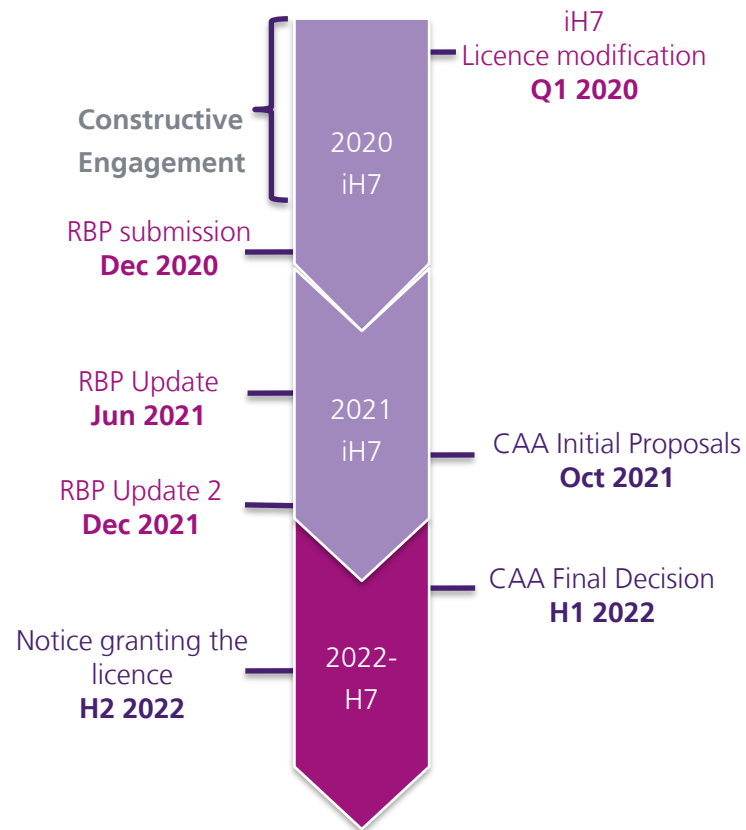 iH7
Licence modification
Q1 2020
Constructive
Engagement
2020
iH7
RBP submission
Dec 2020
RBP Update
Jun 2021
2021
iH7
CAA Initial Proposals
Oct 2021
RBP Update 2
Dec 2021
CAA Final Decision
H1 2022
Notice granting the
licence
H2 2022
2022-
H7